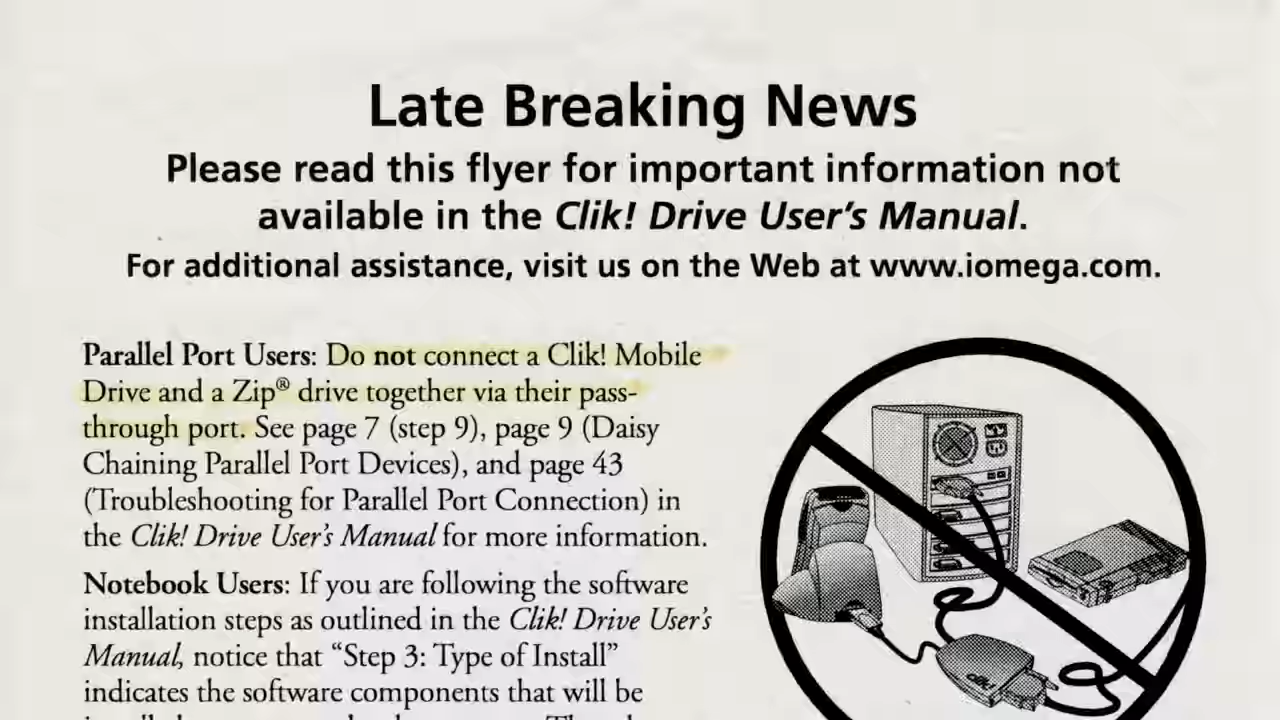 Late Breaking News
Please read this flyer for important information not
available in the Clik! Drive User's Manual.
For additional assistance, visit us on the Web at www.iomega.com.
Parallel Port Users: Do not connect a Clik! Mobile
Drive and a Zip® drive together via their pass-
through port. See page 7 (step 9), page 9 (Daisy
Chaining Parallel Port Devices), and page 43
(Troubleshooting for Parallel Port Connection) in
the Clik! Drive User's Manual for more information.
Notebook Users: If you are following the software
installation steps as outlined in the Clik! Drive User's
Manual, notice that “Step 3: Type of Install”
indicates the software components that will be